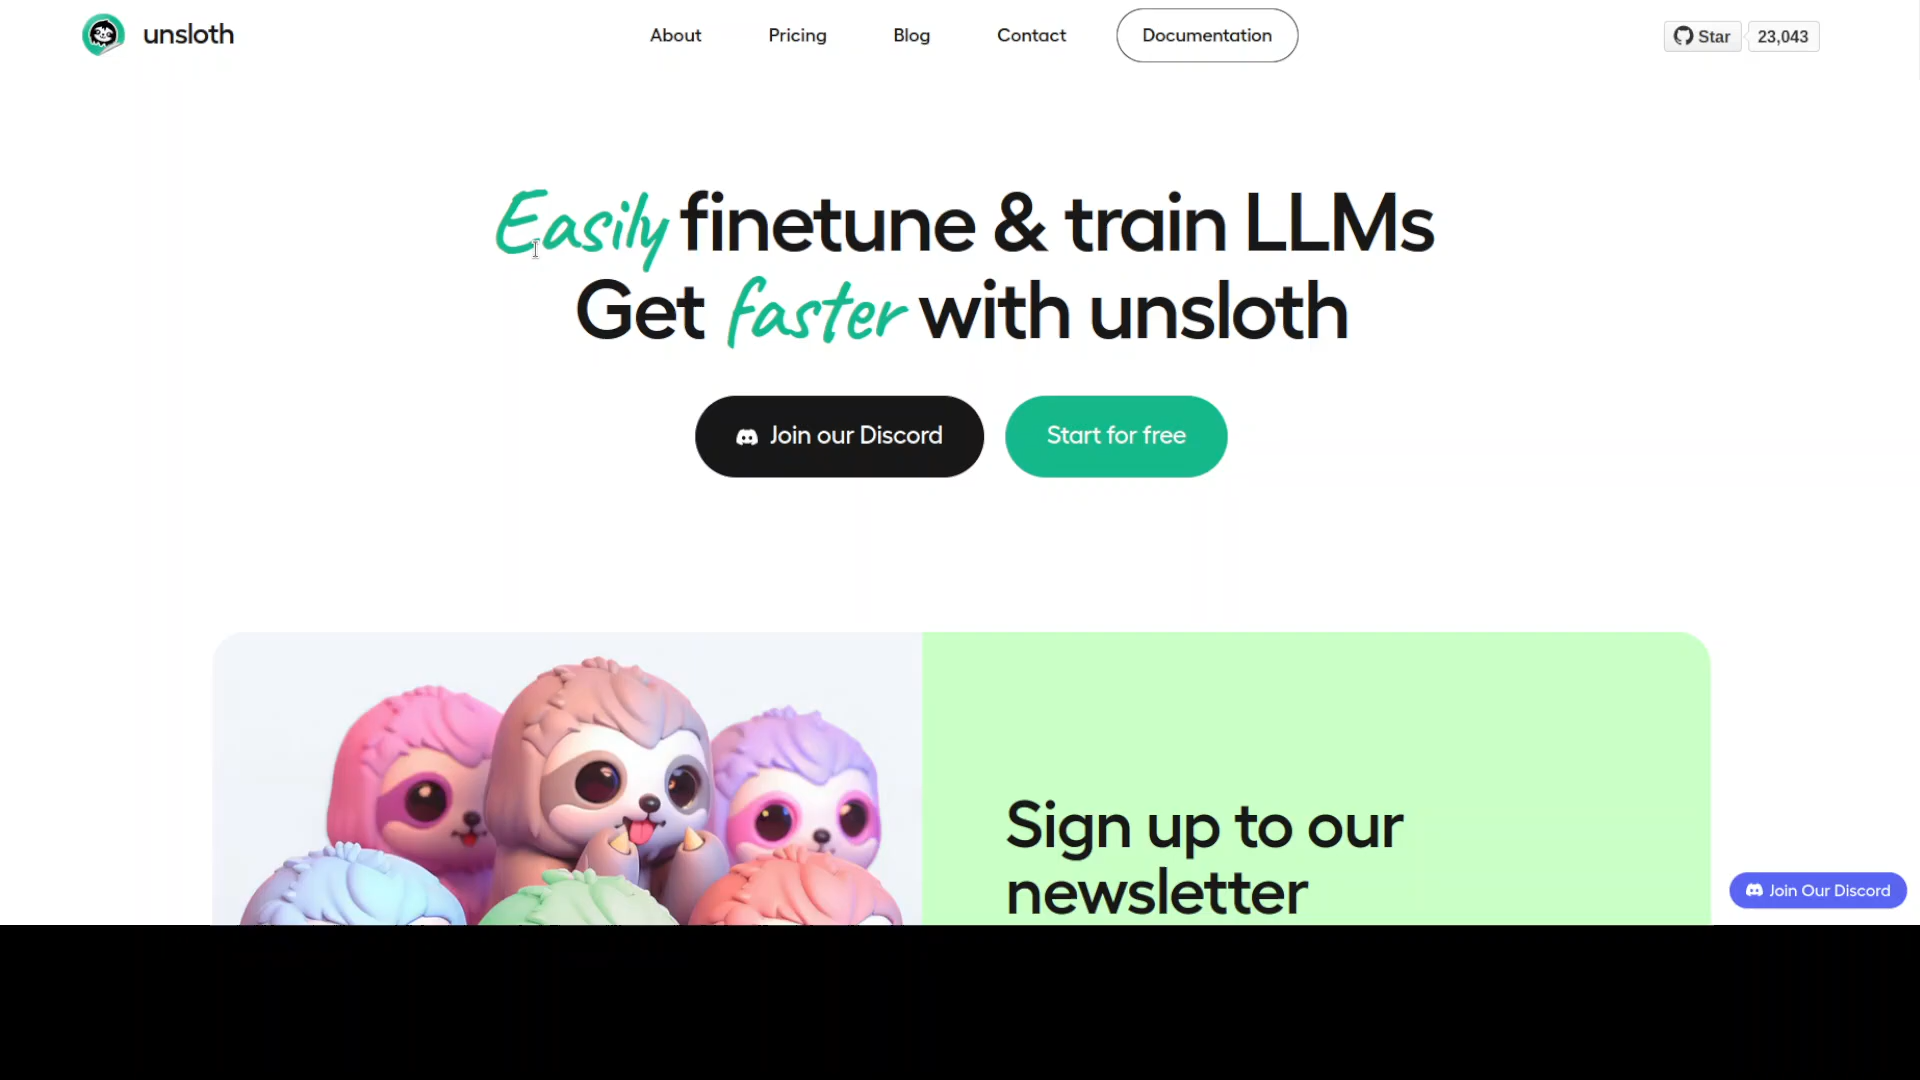 unsloth
About
Pricing
Blog
Contact
Documentation
Star
23,043
Easily finetune & train LLMs
Get faster with unsloth
Join our Discord
Start for free
Sign up to our
newsletter
Join Our Discord